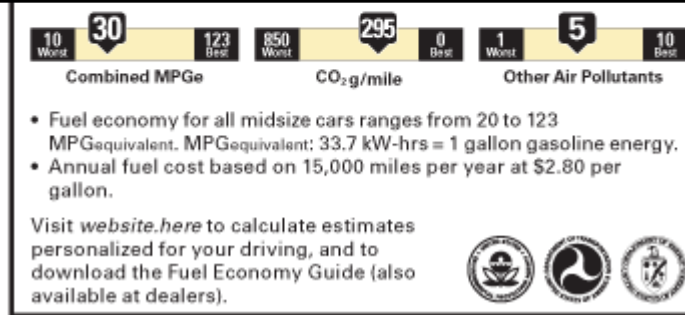 30
10 Worst
123 Best
Combined MPGe
295
850 Worst
0 Best
CO₂ g/mile
5
1 Worst
10 Best
Other Air Pollutants
• Fuel economy for all midsize cars ranges from 20 to 123
MPGequivalent. MPGequivalent: 33.7 kW-hrs = 1 gallon gasoline energy.
• Annual fuel cost based on 15,000 miles per year at $2.80 per
gallon.
Visit website.here to calculate estimates
personalized for your driving, and to
download the Fuel Economy Guide (also
available at dealers).